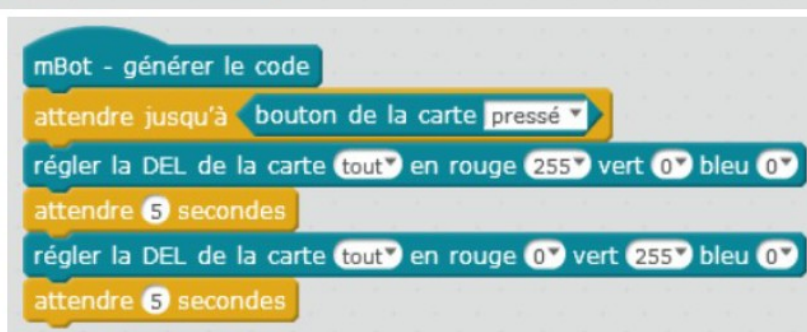 mBot - générer le code
attendre jusqu'à bouton de la carte pressé
régler la DEL de la carte tout en rouge 255 vert 0 bleu 0
attendre 5 secondes
régler la DEL de la carte tout en rouge 0 vert 255 bleu 0
attendre 5 secondes